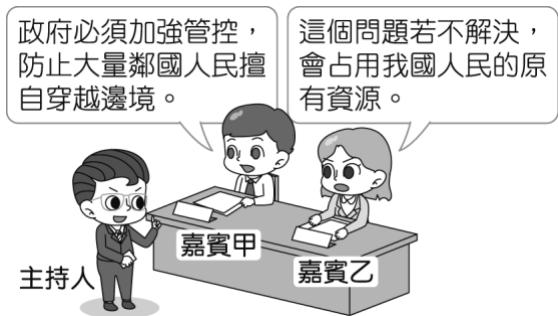 政府必須加強管控，
防止大量鄰國人民擅
自穿越邊境。
這個問題若不解決，
會占用我國人民的原
有資源。
主持人
嘉賓甲
嘉賓乙